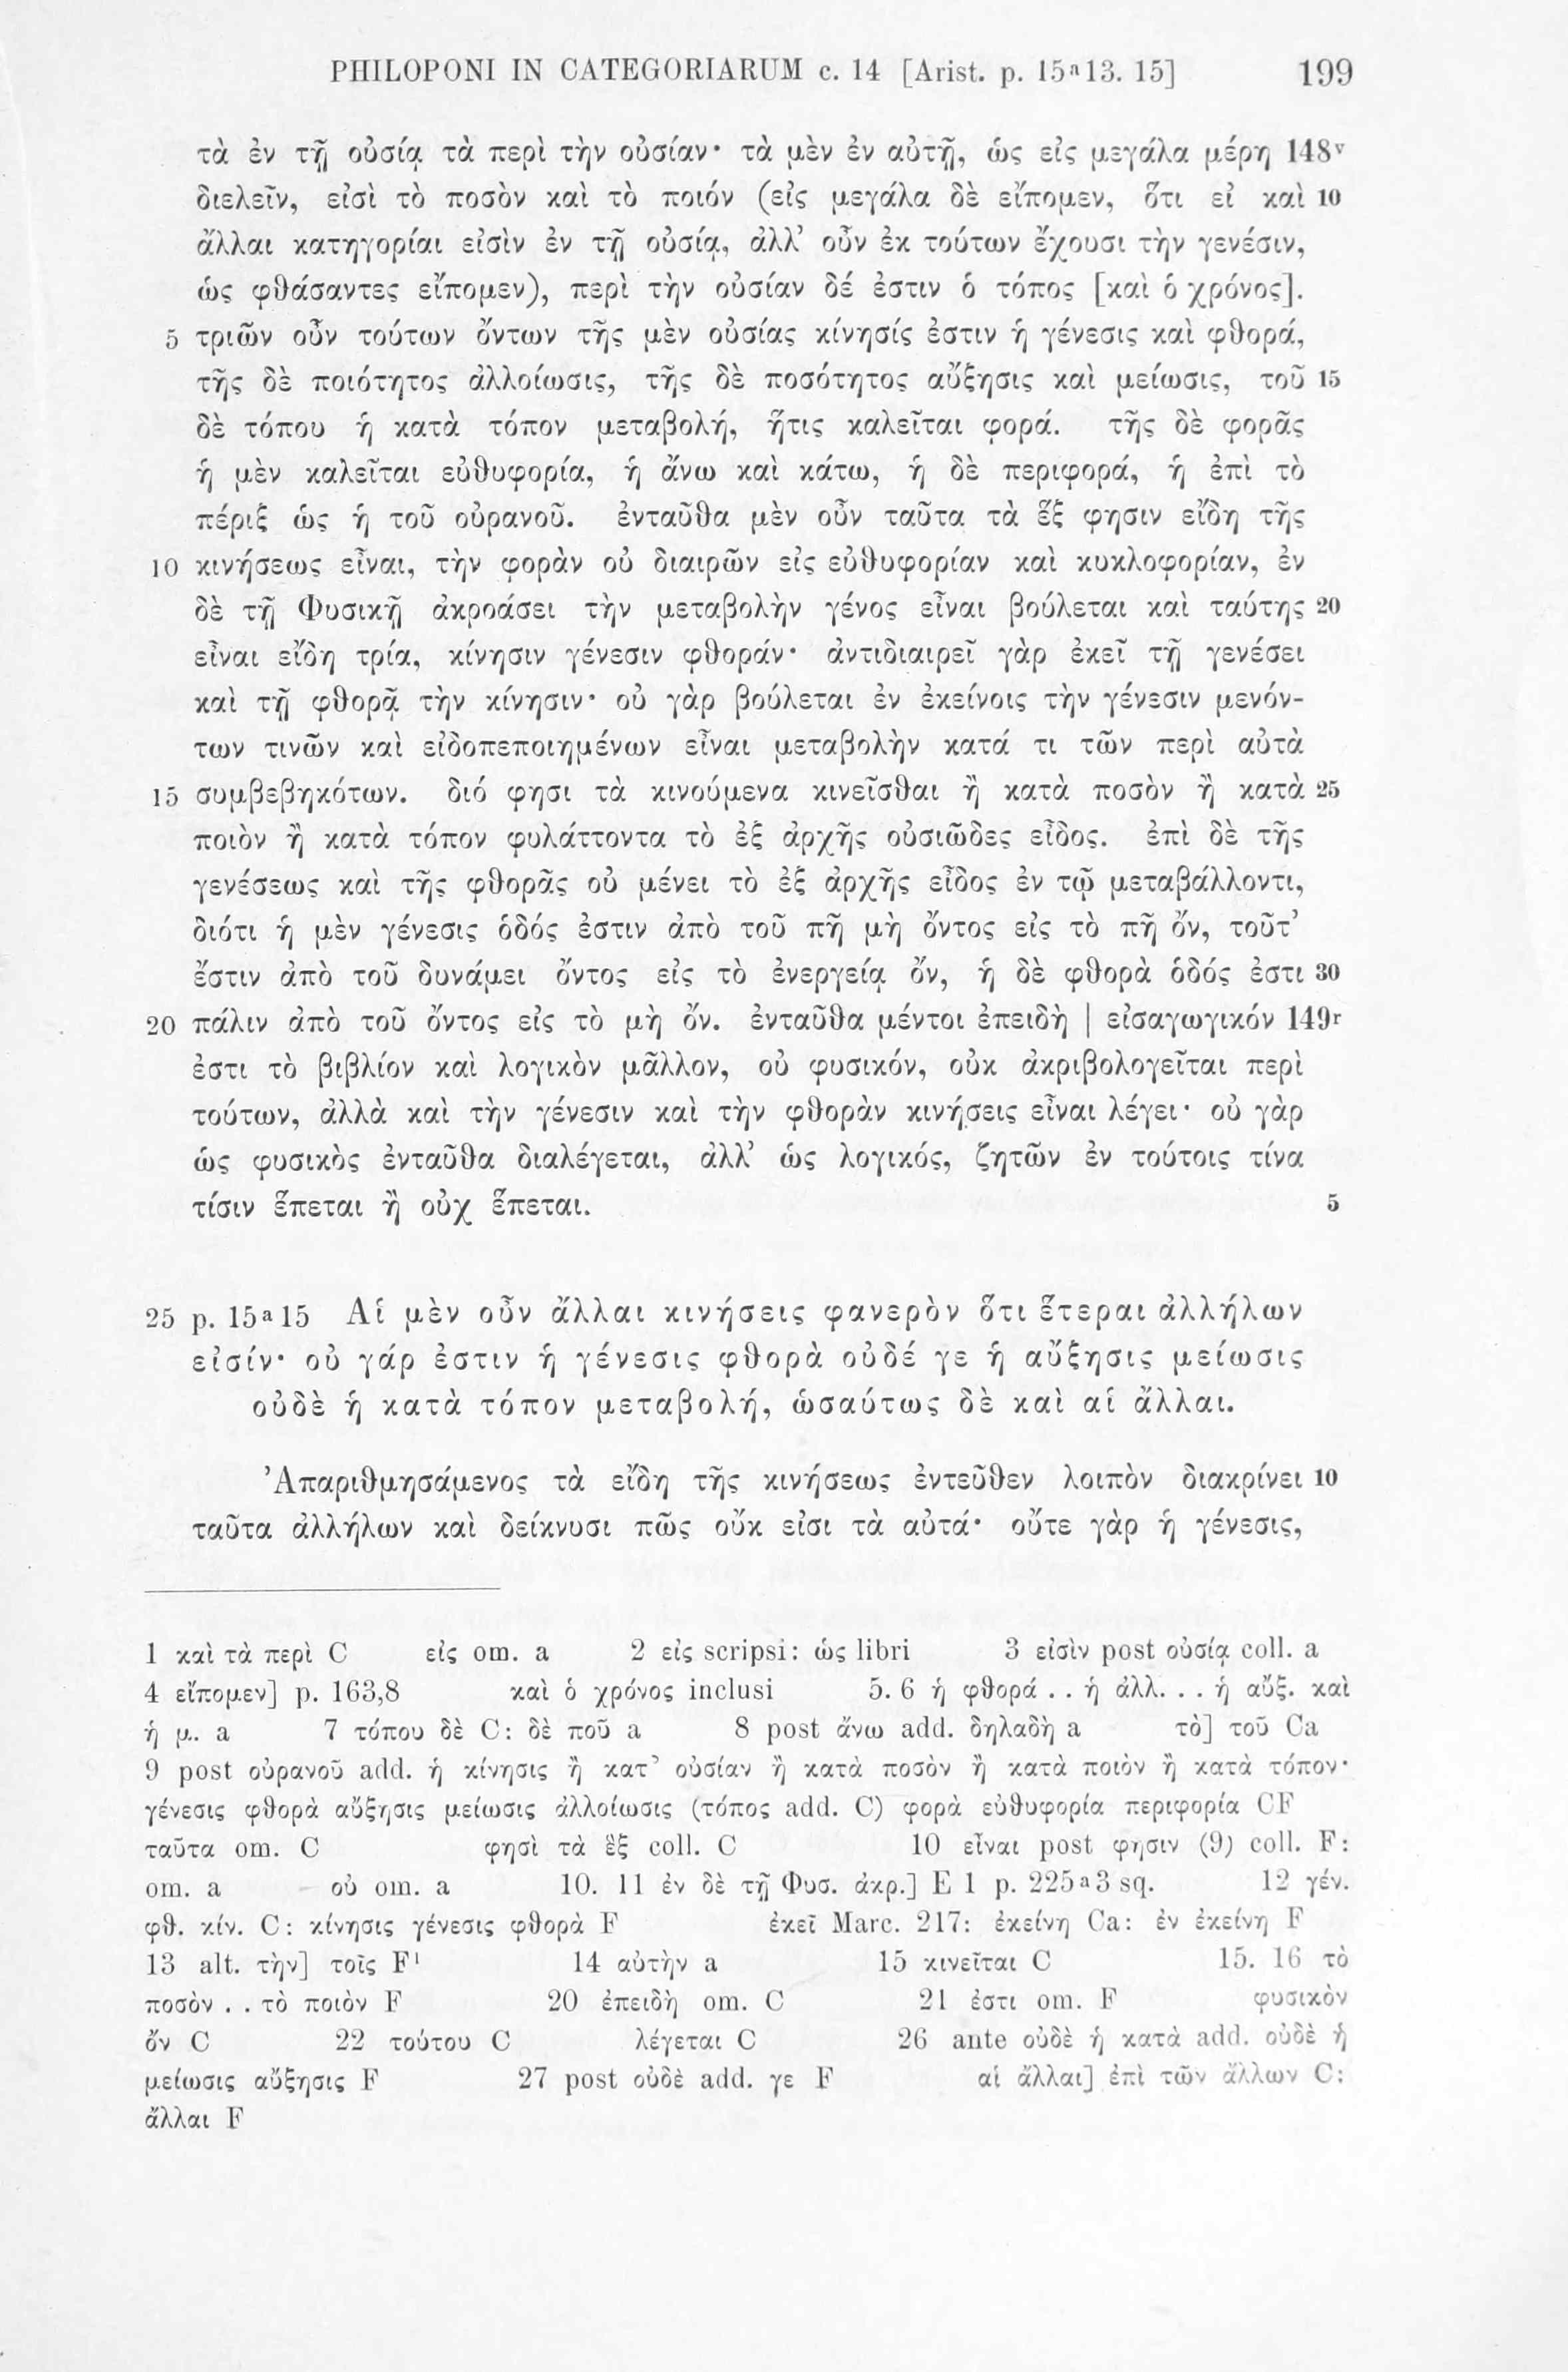 PHILOPONI IN CATEGORIARUM c. 14 [Arist. p. 15ᵃ13. 15] 199
τὰ ἐν τῇ οὐσίᾳ τὰ περὶ τὴν οὐσίαν· τὰ μὲν ἐν αὐτῇ, ὡς εἰς μεγάλα μέρη 148ᵛ
διελεῖν, εἰσὶ τὸ ποσὸν καὶ τὸ ποιόν (εἰς μεγάλα δὲ εἴπομεν, ὅτι εἰ καὶ 10
ἄλλαι κατηγορίαι εἰσὶν ἐν τῇ οὐσίᾳ, ἀλλ’ οὖν ἐκ τούτων ἔχουσι τὴν γενέσιν,
ὡς φθάσαντες εἴπομεν), περὶ τὴν οὐσίαν δέ ἐστιν ὁ τόπος [καὶ ὁ χρόνος].
5 τριῶν οὖν τούτων ὄντων τῆς μὲν οὐσίας κίνησίς ἐστιν ἡ γένεσις καὶ φθορά,
τῆς δὲ ποιότητος ἀλλοίωσις, τῆς δὲ ποσότητος αὔξησις καὶ μείωσις, τοῦ 15
δὲ τόπου ἡ κατὰ τόπον μεταβολή, ἥτις καλεῖται φορά. τῆς δὲ φορᾶς
ἡ μὲν καλεῖται εὐθυφορία, ἡ ἄνω καὶ κάτω, ἡ δὲ περιφορά, ἡ ἐπὶ τὸ
πέριξ ὡς ἡ τοῦ οὐρανοῦ. ἐνταῦθα μὲν οὖν ταῦτα τὰ ἕξ φησιν εἴδη τῆς
10 κινήσεως εἶναι, τὴν φορὰν οὐ διαιρῶν εἰς εὐθυφορίαν καὶ κυκλοφορίαν, ἐν
δὲ τῇ Φυσικῇ ἀκροάσει τὴν μεταβολὴν γένος εἶναι βούλεται καὶ ταύτης 20
εἶναι εἴδη τρία, κίνησιν γένεσιν φθοράν· ἀντιδιαιρεῖ γὰρ ἐκεῖ τῇ γενέσει
καὶ τῇ φθορᾷ τὴν κίνησιν· οὐ γὰρ βούλεται ἐν ἐκείνοις τὴν γένεσιν μενόν-
των τινῶν καὶ εἰδοπεποιημένων εἶναι μεταβολὴν κατά τι τῶν περὶ αὐτὰ
15 συμβεβηκότων. διό φησι τὰ κινούμενα κινεῖσθαι ἢ κατὰ ποσὸν ἢ κατὰ 25
ποιὸν ἢ κατὰ τόπον φυλάττοντα τὸ ἐξ ἀρχῆς οὐσιῶδες εἶδος. ἐπὶ δὲ τῆς
γενέσεως καὶ τῆς φθορᾶς οὐ μένει τὸ ἐξ ἀρχῆς εἶδος ἐν τῷ μεταβάλλοντι,
διότι ἡ μὲν γένεσις ὁδός ἐστιν ἀπὸ τοῦ πῆ μὴ ὄντος εἰς τὸ πῆ ὄν, τοῦτ’
ἔστιν ἀπὸ τοῦ δυνάμει ὄντος εἰς τὸ ἐνεργείᾳ ὄν, ἡ δὲ φθορὰ ὁδός ἐστι 30
20 πάλιν ἀπὸ τοῦ ὄντος εἰς τὸ μὴ ὄν. ἐνταῦθα μέντοι ἐπειδὴ | εἰσαγωγικόν 149ʳ
ἐστι τὸ βιβλίον καὶ λογικὸν μᾶλλον, οὐ φυσικόν, οὐκ ἀκριβολογεῖται περὶ
τούτων, ἀλλὰ καὶ τὴν γένεσιν καὶ τὴν φθορὰν κινήσεις εἶναι λέγει· οὐ γὰρ
ὡς φυσικὸς ἐνταῦθα διαλέγεται, ἀλλ’ ὡς λογικός, ζητῶν ἐν τούτοις τίνα
τίσιν ἕπεται ἢ οὐχ ἕπεται. 5
25 p. 15ᵃ15 Αἱ μὲν οὖν ἄλλαι κινήσεις φανερὸν ὅτι ἕτεραι ἀλλήλων
εἰσίν· οὐ γάρ ἐστιν ἡ γένεσις φθορὰ οὐδέ γε ἡ αὔξησις μείωσις
οὐδὲ ἡ κατὰ τόπον μεταβολή, ὡσαύτως δὲ καὶ αἱ ἄλλαι.
Ἀπαριθμησάμενος τὰ εἴδη τῆς κινήσεως ἐντεῦθεν λοιπὸν διακρίνει 10
ταῦτα ἀλλήλων καὶ δείκνυσι πῶς οὔκ εἰσι τὰ αὐτά· οὔτε γὰρ ἡ γένεσις,
1 καὶ τὰ περὶ C εἰς om. a 2 εἰς scripsi: ὡς libri 3 εἰσὶν post οὐσίᾳ coll. a
4 εἴπομεν] p. 163,8 καὶ ὁ χρόνος inclusi 5. 6 ἡ φθορά . . ἡ ἀλλ. . . ἡ αὔξ. καὶ
ἡ μ. a 7 τόπου δὲ C: δὲ ποῦ a 8 post ἄνω add. δηλαδὴ a τὸ] τοῦ Ca
9 post οὐρανοῦ add. ἡ κίνησις ἢ κατ’ οὐσίαν ἢ κατὰ ποσὸν ἢ κατὰ ποιὸν ἢ κατὰ τόπον·
γένεσις φθορὰ αὔξησις μείωσις ἀλλοίωσις (τόπος add. C) φορὰ εὐθυφορία περιφορία CF
ταῦτα om. C φησὶ τὰ ἓξ coll. C 10 εἶναι post φησιν (9) coll. F:
om. a οὐ om. a 10. 11 ἐν δὲ τῇ Φυσ. ἀκρ.] E 1 p. 225ᵃ3 sq. 12 γέν.
φθ. κίν. C: κίνησις γένεσις φθορὰ F ἐκεῖ Marc. 217: ἐκείνη Ca: ἐν ἐκείνη F
13 alt. τὴν] τοῖς F¹ 14 αὐτὴν a 15 κινεῖται C 15. 16 τὸ
ποσὸν . . τὸ ποιὸν F 20 ἐπειδὴ om. C 21 ἐστι om. F φυσικὸν
ὄν C 22 τούτου C λέγεται C 26 ante οὐδὲ ἡ κατὰ add. οὐδὲ ἡ
μείωσις αὔξησις F 27 post οὐδὲ add. γε F αἱ ἄλλαι] ἐπὶ τῶν ἄλλων C:
ἄλλαι F